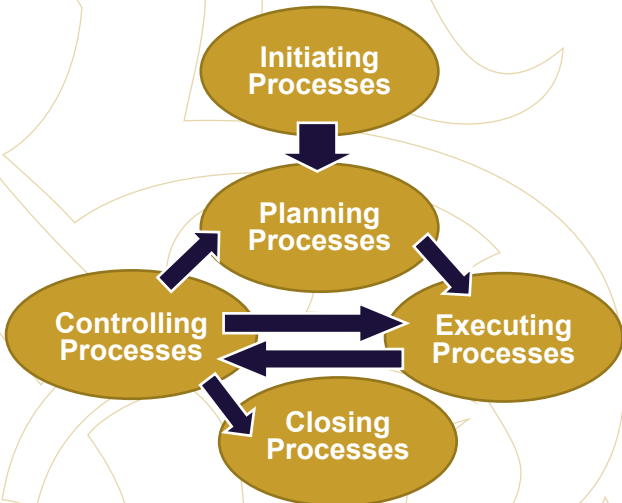 Initiating
Processes
Planning
Processes
Controlling
Processes
Executing
Processes
Closing
Processes